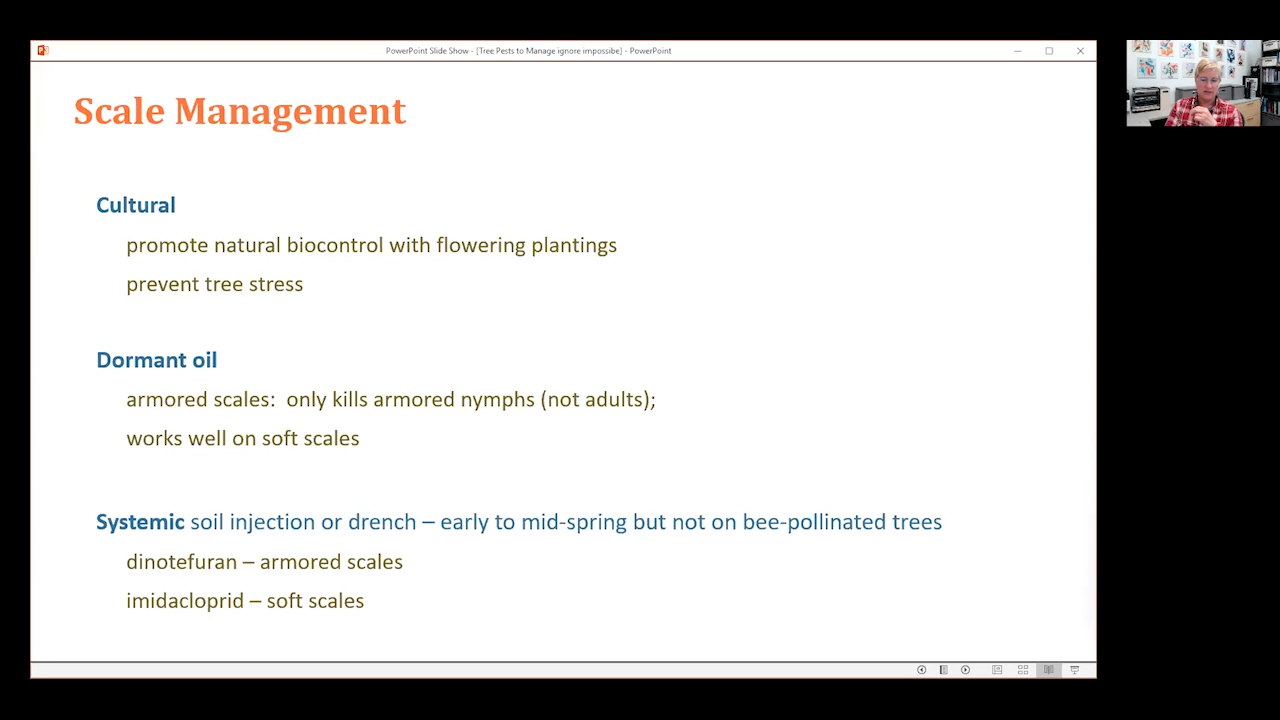 PowerPoint Slide Show - [Tree Pests to Manage ignore impossibe] - PowerPoint
Scale Management
Cultural
promote natural biocontrol with flowering plantings
prevent tree stress
Dormant oil
armored scales:  only kills armored nymphs (not adults);
works well on soft scales
Systemic soil injection or drench – early to mid-spring but not on bee-pollinated trees
dinotefuran – armored scales
imidacloprid – soft scales